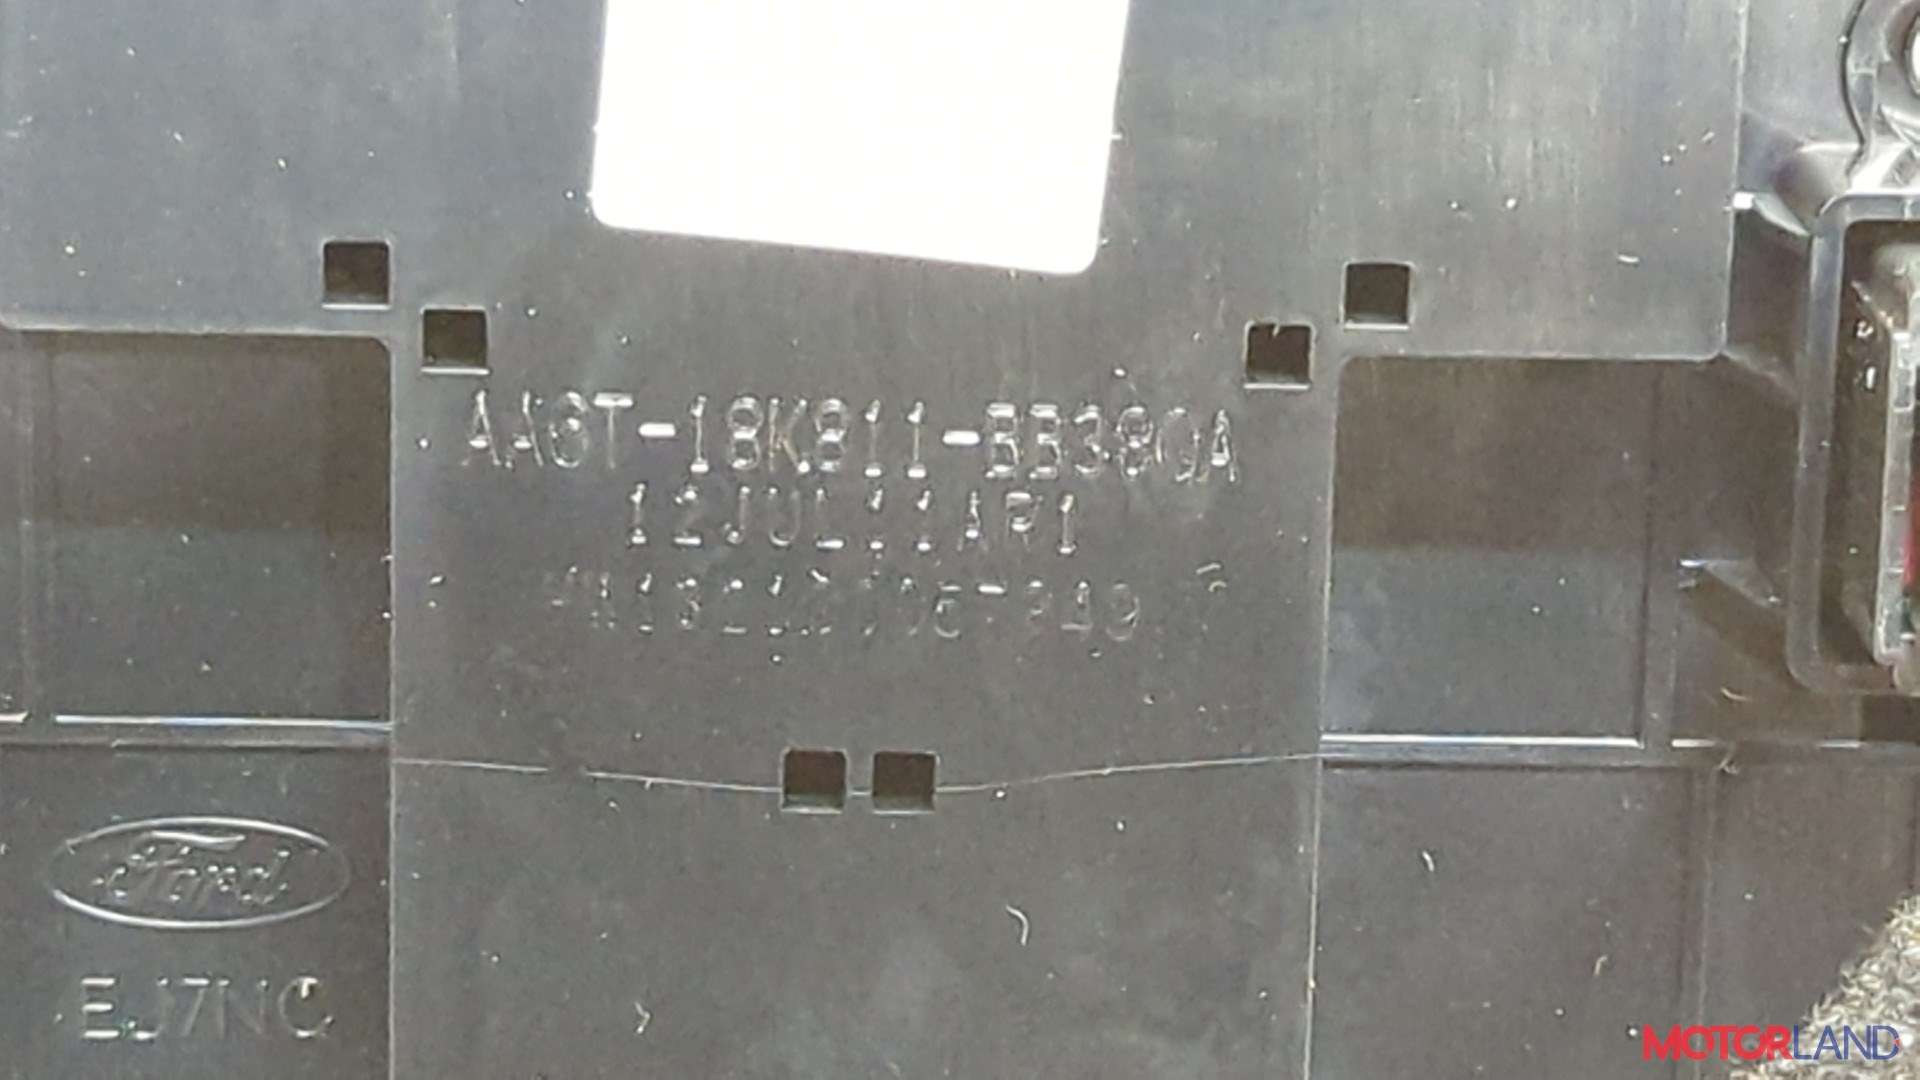 AA6T-18K811-BB38QA
12JUL11AR1
Ford
EJ7NC
MOTORLAND